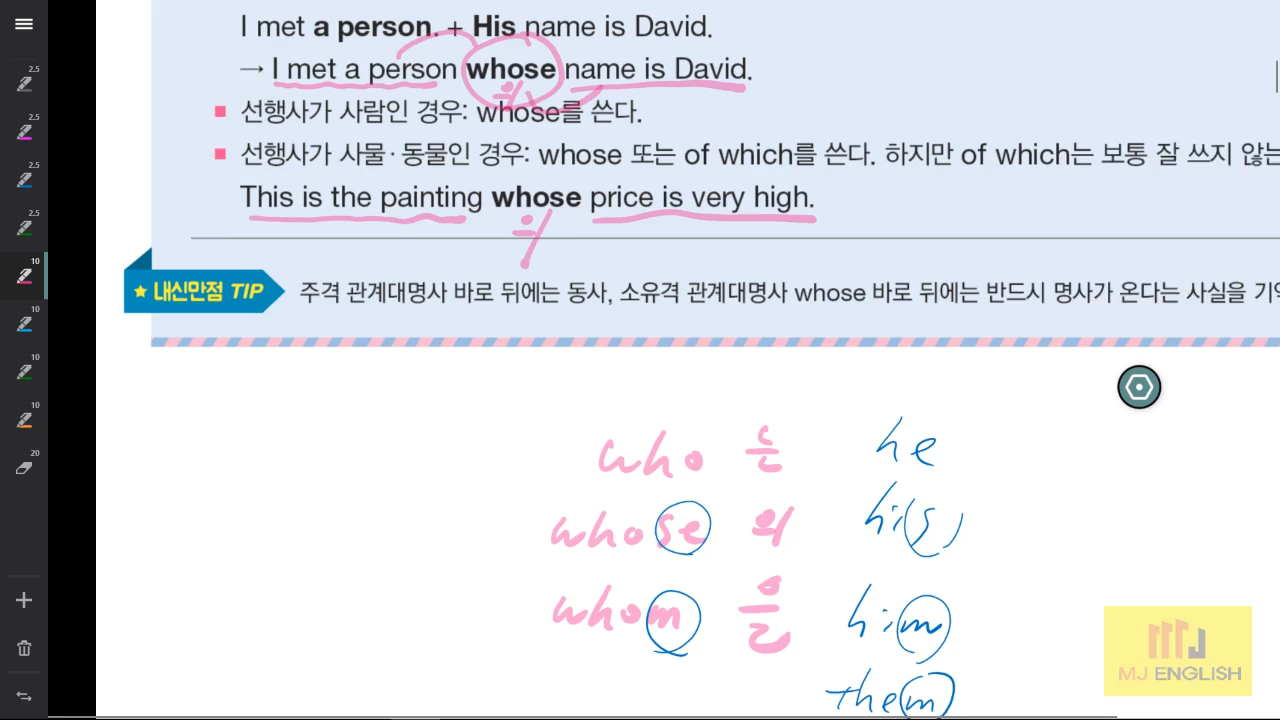 I met a person. + His name is David.
→ I met a person whose name is David.
의
■ 선행사가 사람인 경우: whose를 쓴다.
■ 선행사가 사물·동물인 경우: whose 또는 of which를 쓴다. 하지만 of which는 보통 잘 쓰지 않는
This is the painting whose price is very high.
의
★ 내신만점 TIP
주격 관계대명사 바로 뒤에는 동사, 소유격 관계대명사 whose 바로 뒤에는 반드시 명사가 온다는 사실을 기억
who 는 he
whose 의 his
whom 을 him
them
MJ ENGLISH
2.5
2.5
2.5
2.5
10
10
10
10
20